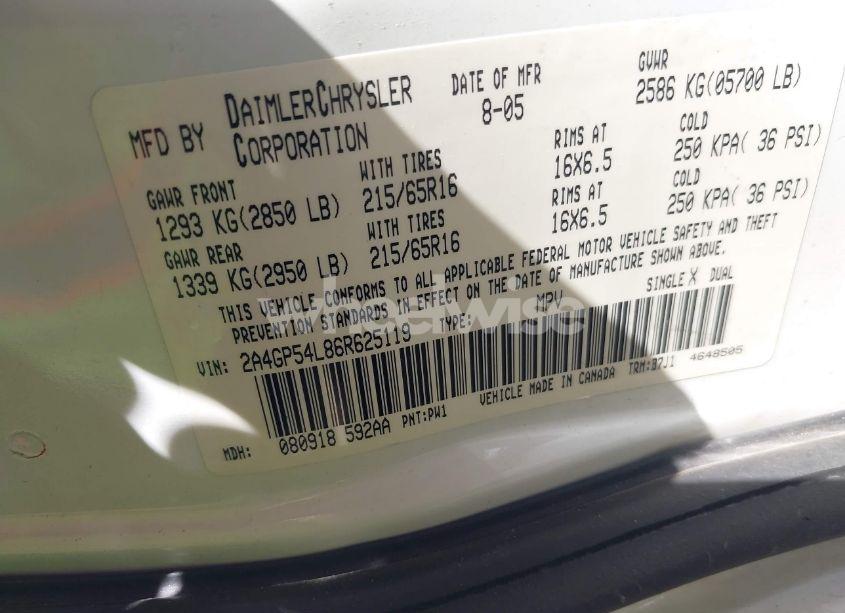 MFD BY DAIMLERCHRYSLER CORPORATION
DATE OF MFR 8-05
GVWR 2586 KG(05700 LB)
GAWR FRONT 1293 KG(2850 LB)
WITH TIRES 215/65R16
RIMS AT 16X6.5
COLD 250 KPA( 36 PSI)
GAWR REAR 1339 KG(2950 LB)
WITH TIRES 215/65R16
RIMS AT 16X6.5
COLD 250 KPA( 36 PSI)
THIS VEHICLE CONFORMS TO ALL APPLICABLE FEDERAL MOTOR VEHICLE SAFETY AND THEFT
PREVENTION STANDARDS IN EFFECT ON THE DATE OF MANUFACTURE SHOWN ABOVE.
VIN: 2A4GP54L86R625119 TYPE: MPV SINGLE X DUAL
MDH: 080918 592AA PNT:PW1 VEHICLE MADE IN CANADA TRM:B7J1 4648505
wheelwise